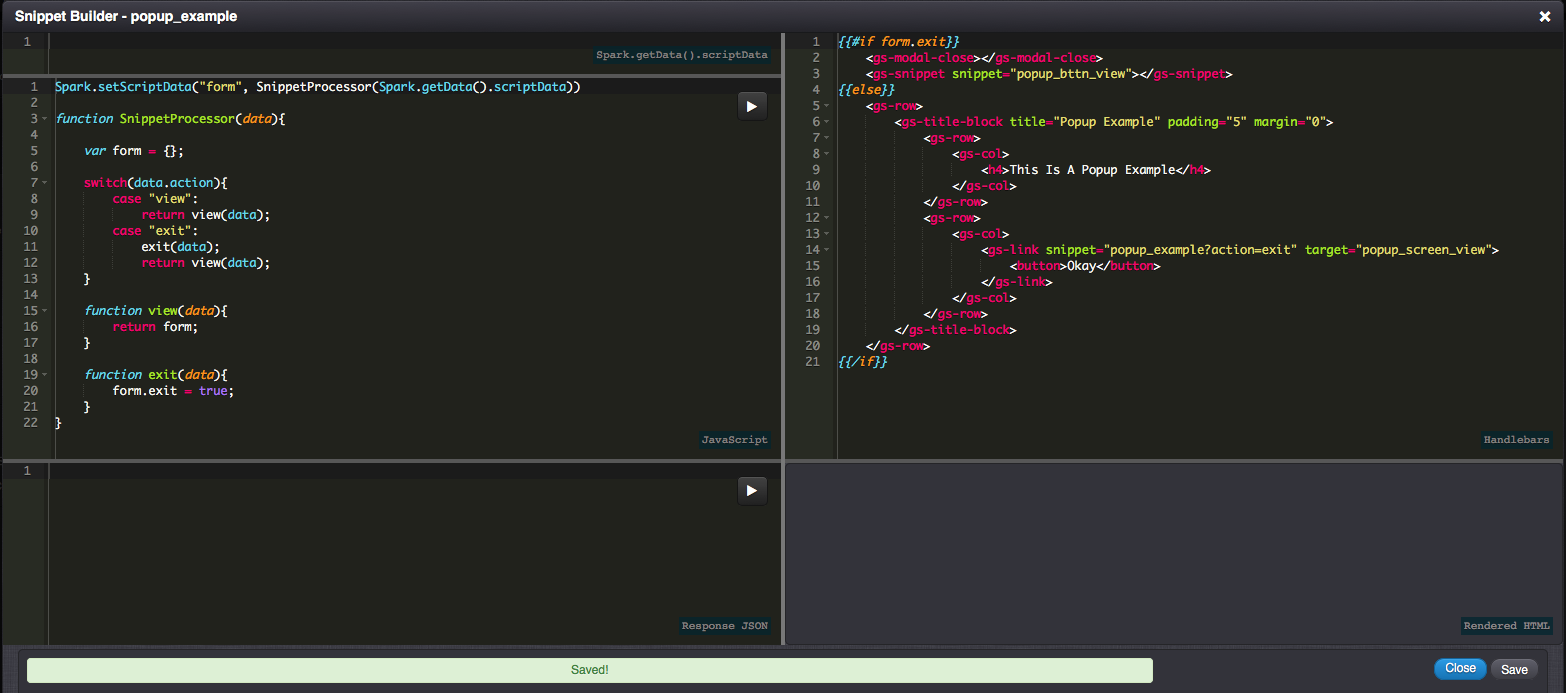 Snippet Builder - popup_example
1
Spark.getData().scriptData
1 Spark.setScriptData("form", SnippetProcessor(Spark.getData().scriptData))
2
3 function SnippetProcessor(data){
4
5 var form = {};
6
7 switch(data.action){
8 case "view":
9 return view(data);
10 case "exit":
11 exit(data);
12 return view(data);
13 }
14
15 function view(data){
16 return form;
17 }
18
19 function exit(data){
20 form.exit = true;
21 }
22 }
JavaScript
1 {{#if form.exit}}
2 <gs-modal-close></gs-modal-close>
3 <gs-snippet snippet="popup_bttn_view"></gs-snippet>
4 {{else}}
5 <gs-row>
6 <gs-title-block title="Popup Example" padding="5" margin="0">
7 <gs-row>
8 <gs-col>
9 <h4>This Is A Popup Example</h4>
10 </gs-col>
11 </gs-row>
12 <gs-row>
13 <gs-col>
14 <gs-link snippet="popup_example?action=exit" target="popup_screen_view">
15 <button>Okay</button>
16 </gs-link>
17 </gs-col>
18 </gs-row>
19 </gs-title-block>
20 </gs-row>
21 {{/if}}
Handlebars
1
Response JSON
Rendered HTML
Saved!
Close
Save